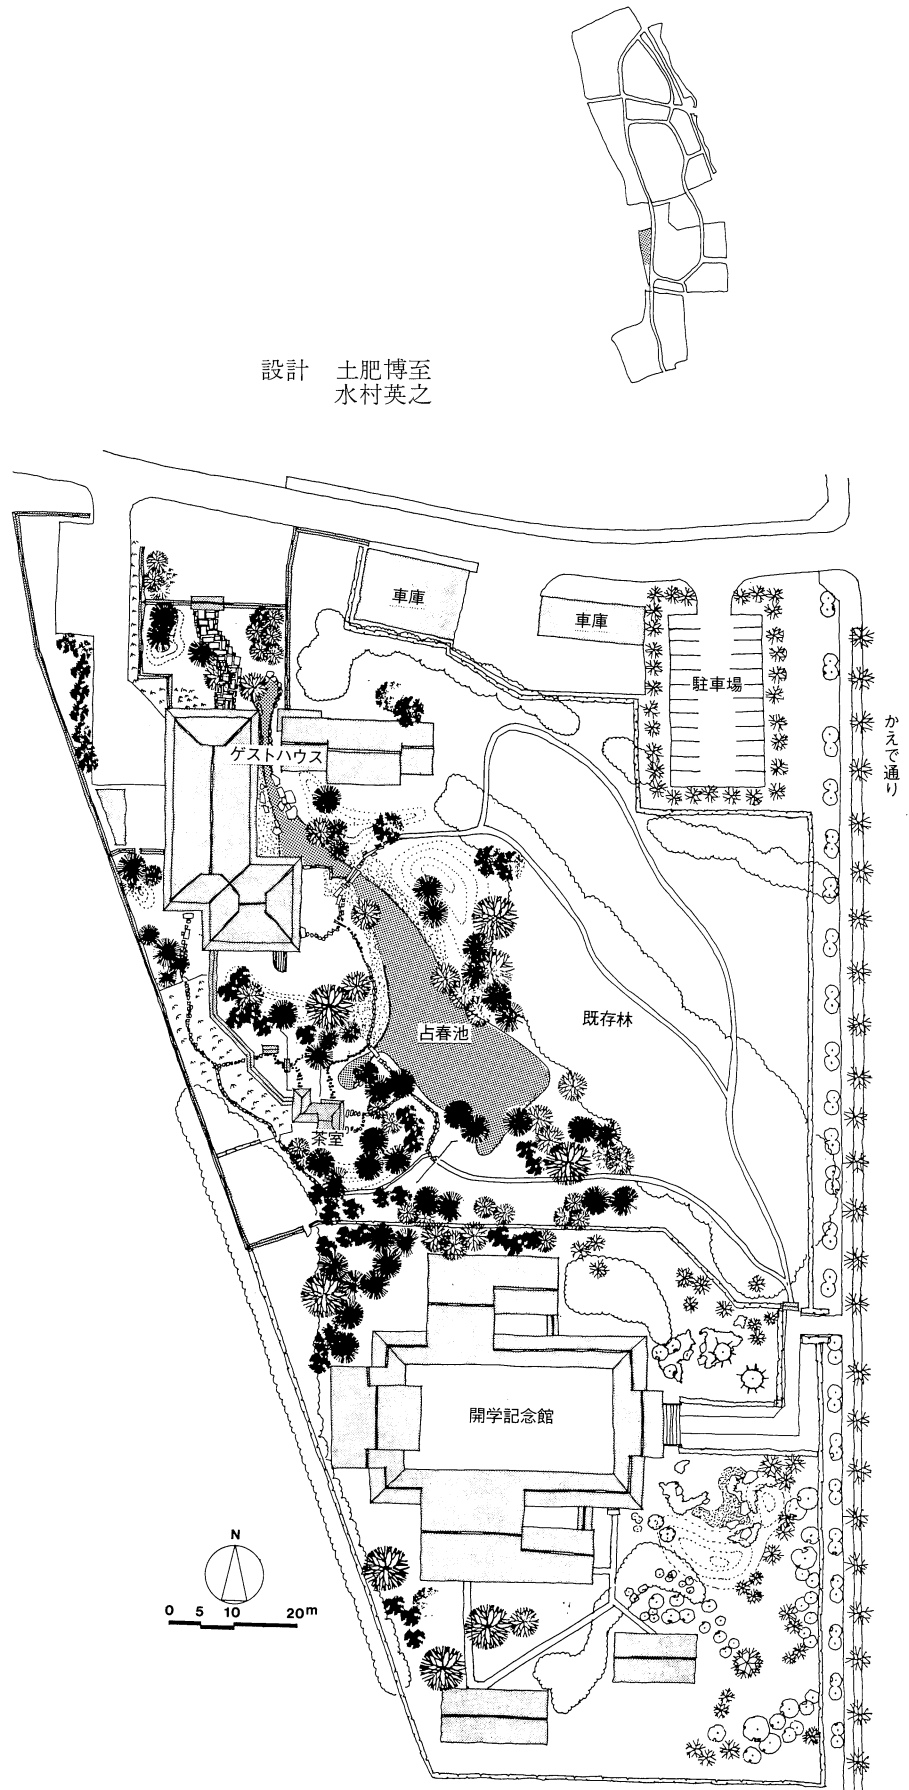 設計 土肥博至
水村英之
車庫
車庫
駐車場
かえで通り
ゲストハウス
既存林
占春池
茶室
開学記念館
N
0 5 10 20m